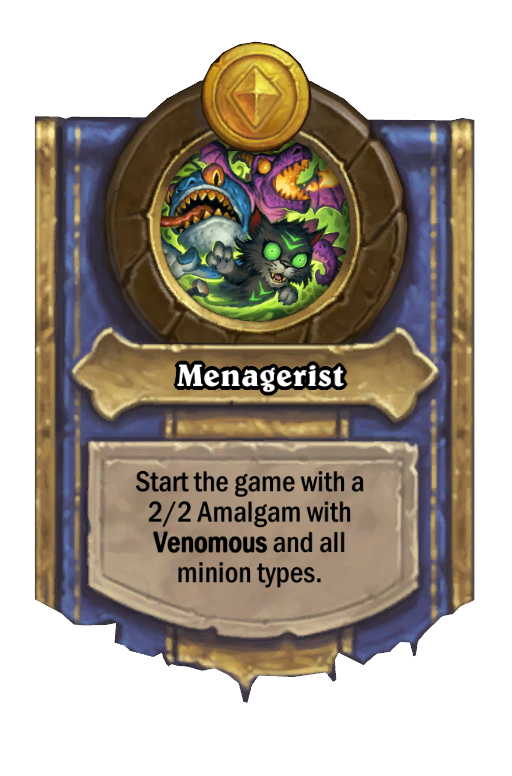 Menagerist
Start the game with a
2/2 Amalgam with
Venomous and all
minion types.